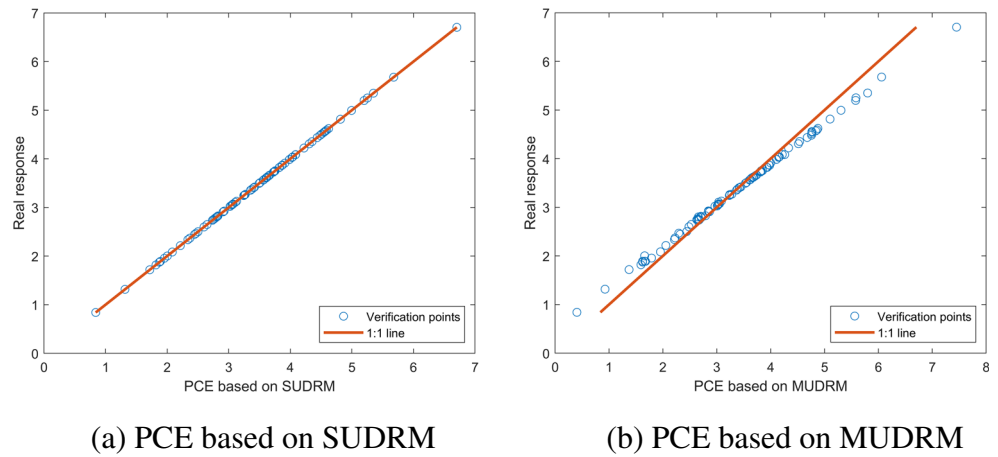 7
6
5
4
3
2
1
0
Real response
0 1 2 3 4 5 6 7
PCE based on SUDRM
Verification points
1:1 line
(a) PCE based on SUDRM
7
6
5
4
3
2
1
0
Real response
0 1 2 3 4 5 6 7 8
PCE based on MUDRM
Verification points
1:1 line
(b) PCE based on MUDRM